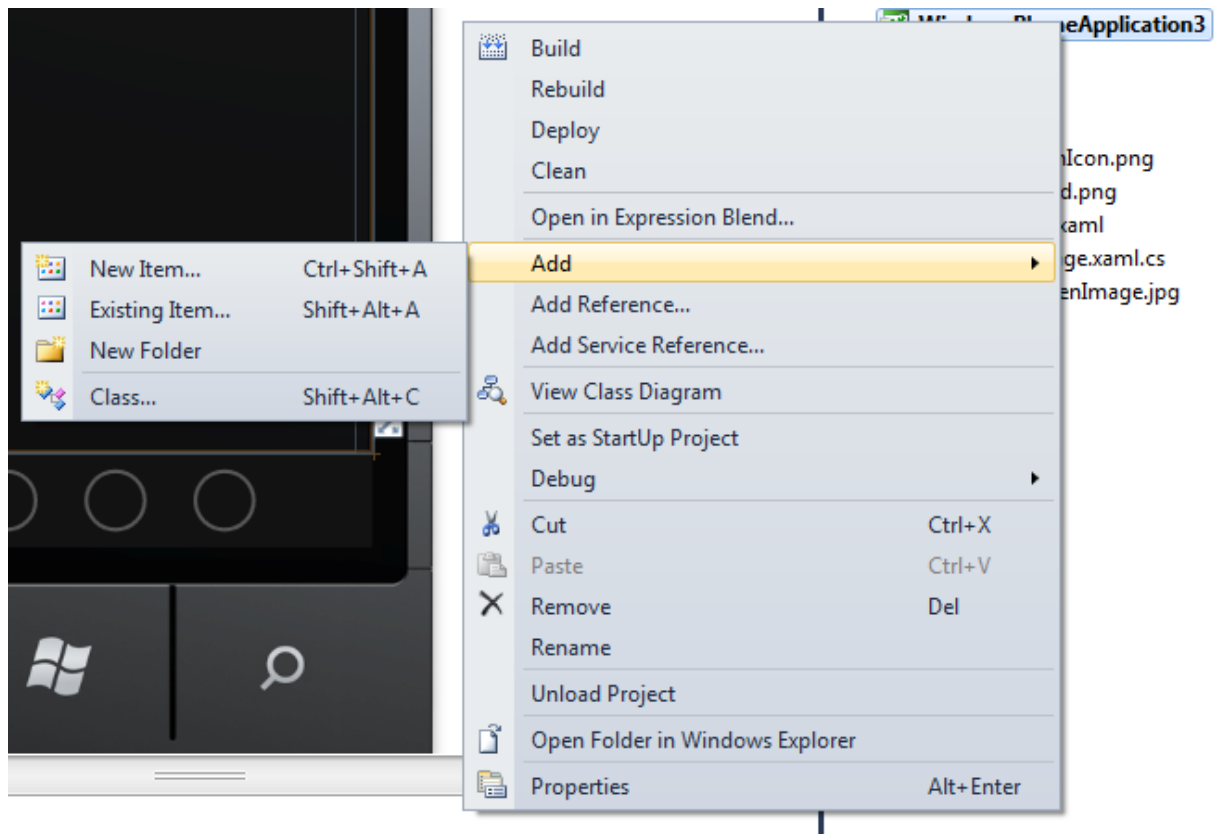 eApplication3
Build
Rebuild
Deploy
Clean
Icon.png
d.png
Open in Expression Blend...
xaml
New Item... Ctrl+Shift+A
Add
ge.xaml.cs
Existing Item... Shift+Alt+A
Add Reference...
enImage.jpg
New Folder
Add Service Reference...
Class... Shift+Alt+C
View Class Diagram
Set as StartUp Project
Debug
Cut Ctrl+X
Paste Ctrl+V
Remove Del
Rename
Unload Project
Open Folder in Windows Explorer
Properties Alt+Enter